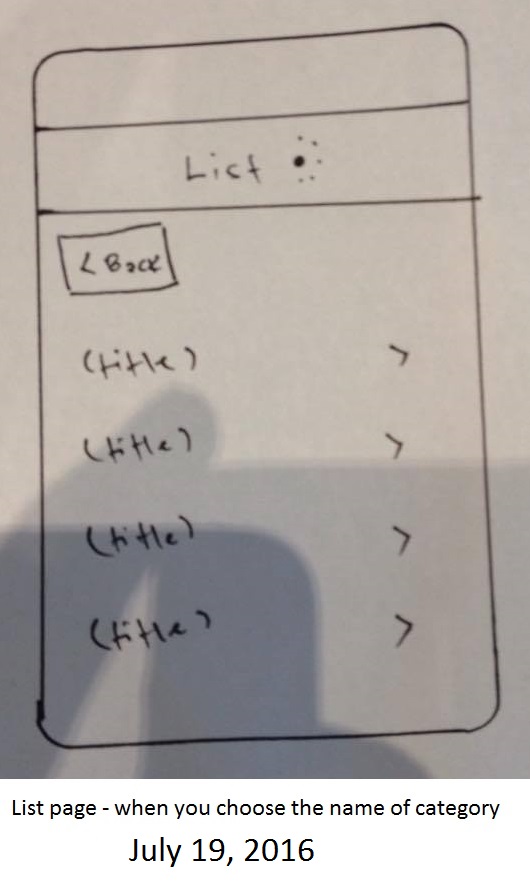 List
< Back
(title) >
(title) >
(title) >
(title) >
List page - when you choose the name of category
July 19, 2016